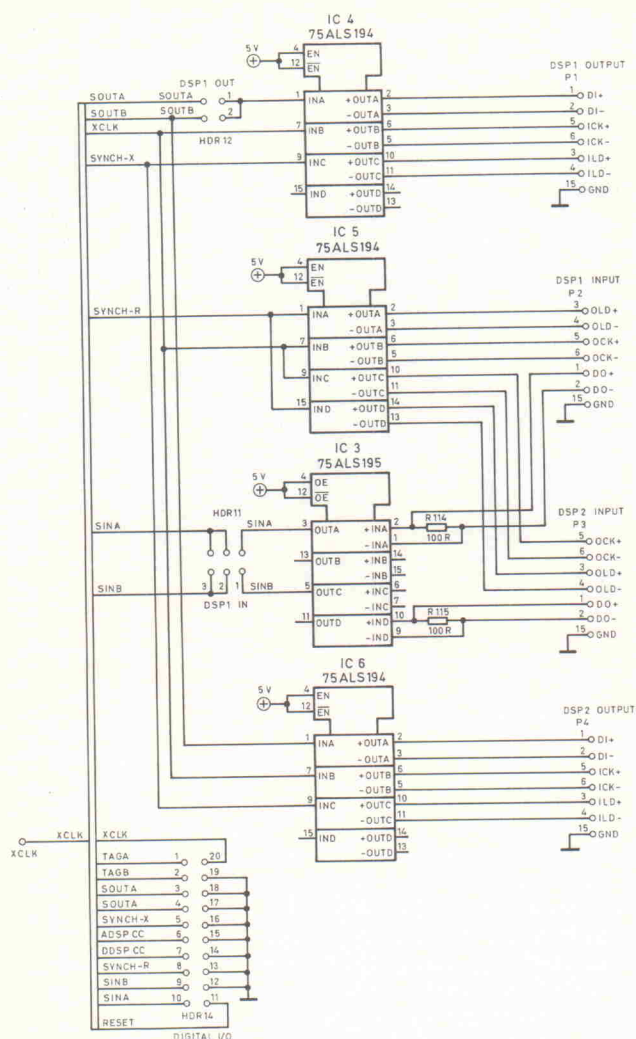 IC 4
75ALS194
5V
4 EN
12 EN
DSP1 OUT
SOUTA SOUTA 1 1 INA +OUTA 2
-OUTA 3
SOUTB SOUTB 2
XCLK 7 INB +OUTB 6
-OUTB 5
HDR12
SYNCH-X 9 INC +OUTC 10
-OUTC 11
15 IND +OUTD 14
-OUTD 13
DSP1 OUTPUT
P1
1 DI+
2 DI-
5 ICK+
6 ICK-
3 ILD+
4 ILD-
15 GND
IC 5
75ALS194
5V
4 EN
12 EN
SYNCH-R 1 INA +OUTA 2
-OUTA 3
7 INB +OUTB 6
-OUTB 5
9 INC +OUTC 10
-OUTC 11
15 IND +OUTD 14
-OUTD 13
DSP1 INPUT
P2
3 OLD+
4 OLD-
5 OCK+
6 OCK-
1 DO+
2 DO-
15 GND
IC 3
75ALS195
5V
4 OE
12 OE
HDR11
SINA SINA 3 OUTA +INA 2
-INA 1
R114
100R
13 OUTB +INB 14
-INB 15
SINB 3 2 1 SINB 5 OUTC +INC 6
-INC 7
DSP1 IN
11 OUTD +IND 10
-IND 9
R115
100R
DSP2 INPUT
P3
5 OCK+
6 OCK-
3 OLD+
4 OLD-
1 DO+
2 DO-
15 GND
IC 6
75ALS194
5V
4 EN
12 EN
1 INA +OUTA 2
-OUTA 3
7 INB +OUTB 6
-OUTB 5
9 INC +OUTC 10
-OUTC 11
15 IND +OUTD 14
-OUTD 13
DSP2 OUTPUT
P4
1 DI+
2 DI-
5 ICK+
6 ICK-
3 ILD+
4 ILD-
15 GND
XCLK XCLK XCLK
TAGA 1 20
TAGB 2 19
SOUTA 3 18
SOUTA 4 17
SYNCH-X 5 16
ADSP CC 6 15
DDSP CC 7 14
SYNCH-R 8 13
SINB 9 12
SINA 10 11
RESET HDR14
DIGITAL I/O